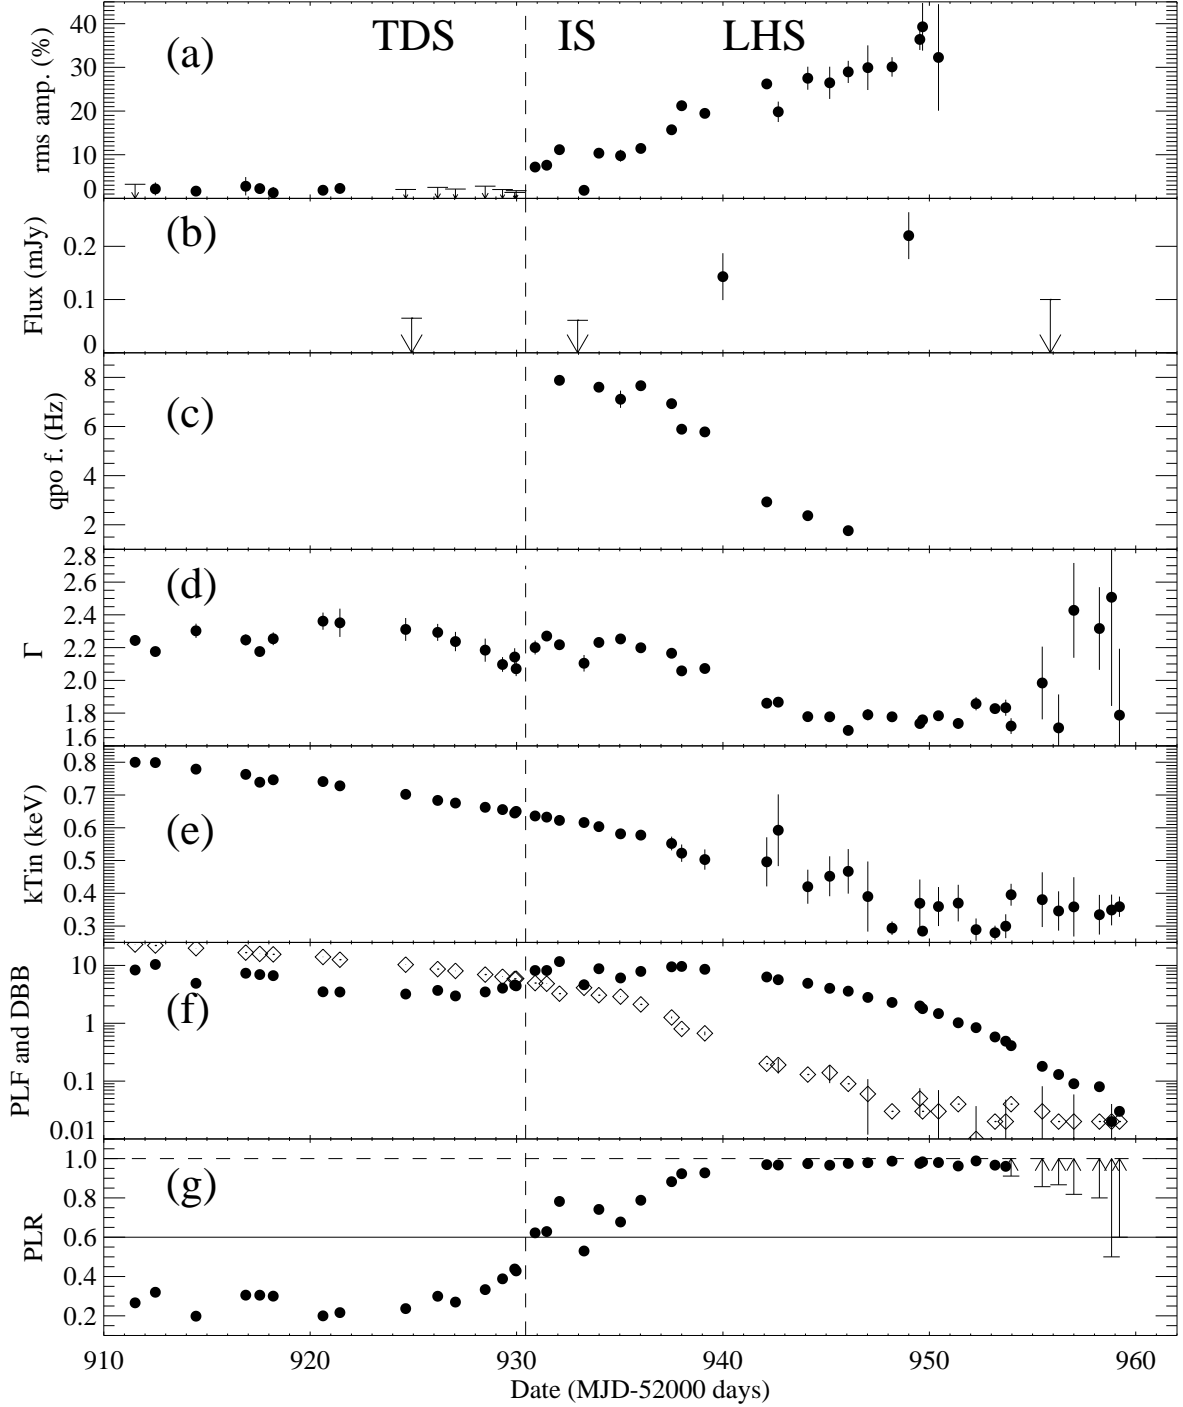 TDS IS LHS
(a)
rms amp. (%)
40
30
20
10
0
(b)
Flux (mJy)
0.2
0.1
0
(c)
qpo f. (Hz)
8
6
4
2
(d)
Γ
2.8
2.6
2.4
2.2
2.0
1.8
1.6
(e)
kTin (keV)
0.8
0.7
0.6
0.5
0.4
0.3
(f)
PLF and DBB
10
1
0.1
0.01
(g)
PLR
1.0
0.8
0.6
0.4
0.2
910 920 930 940 950 960
Date (MJD-52000 days)